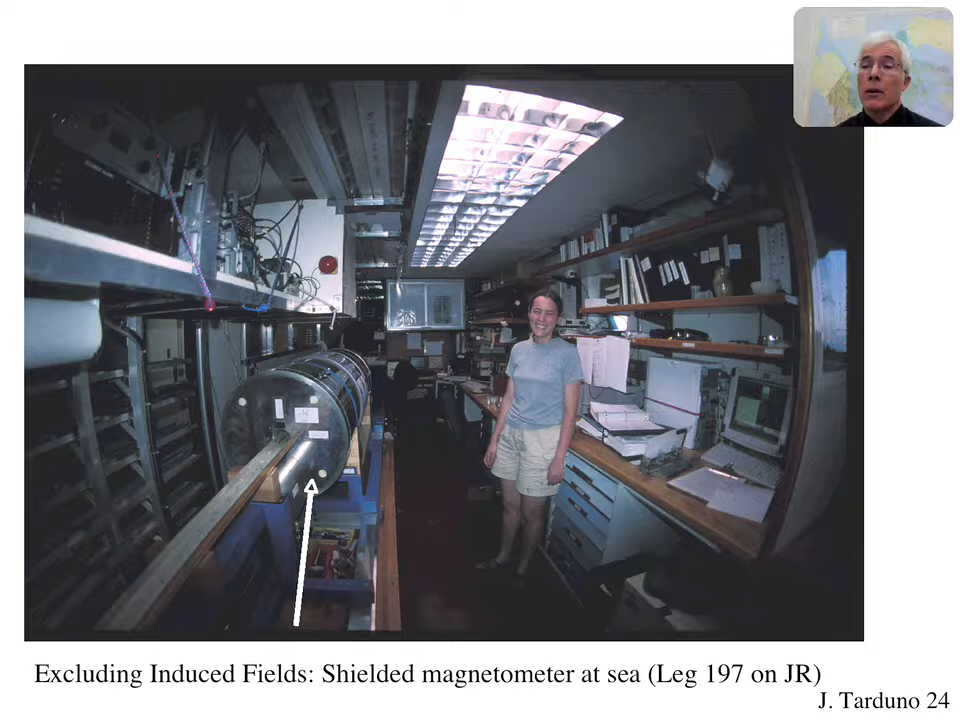 Excluding Induced Fields: Shielded magnetometer at sea (Leg 197 on JR)
J. Tarduno 24